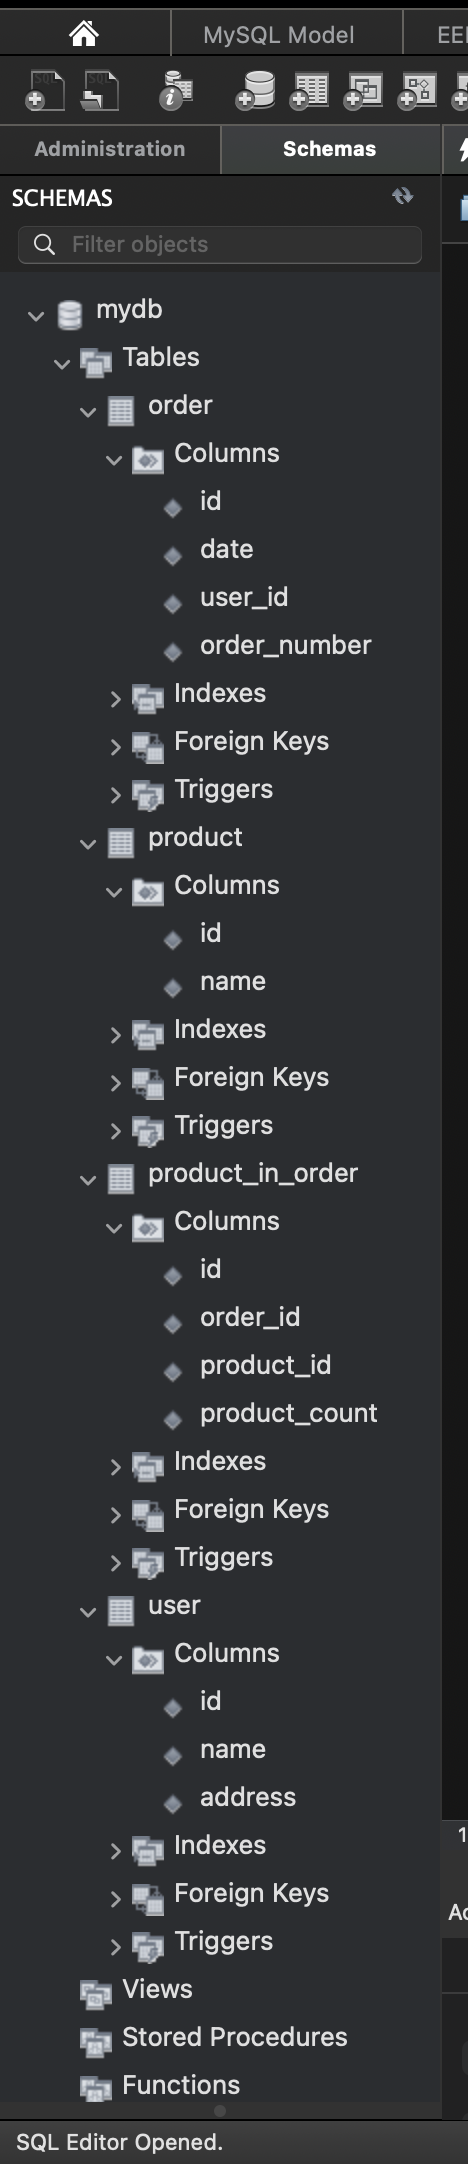 MySQL Model
EE
SQL SQL
Administration
Schemas
SCHEMAS
Filter objects
mydb
Tables
order
Columns
id
date
user_id
order_number
Indexes
Foreign Keys
Triggers
product
Columns
id
name
Indexes
Foreign Keys
Triggers
product_in_order
Columns
id
order_id
product_id
product_count
Indexes
Foreign Keys
Triggers
user
Columns
id
name
address
1
Indexes
Foreign Keys
Ac
Triggers
Views
Stored Procedures
Functions
SQL Editor Opened.